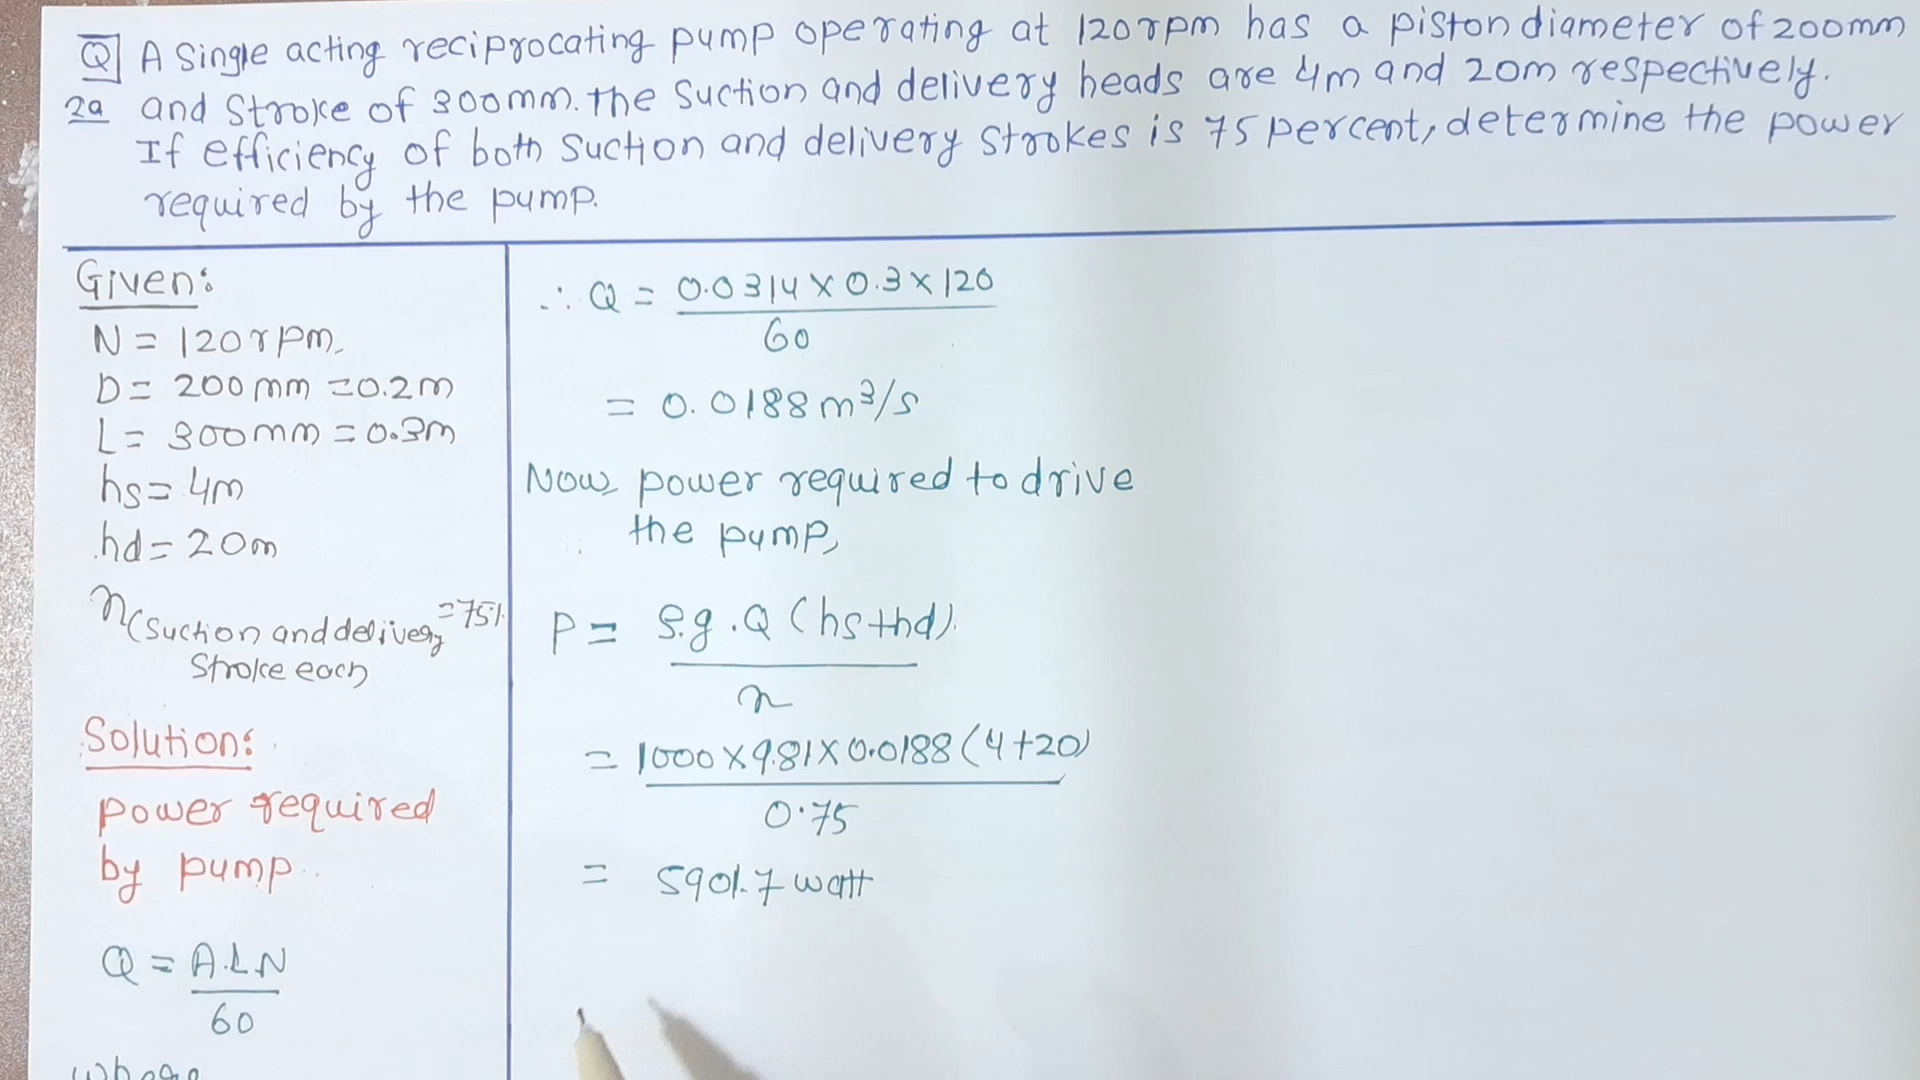 Q A Single acting reciprocating pump operating at 120rpm has a piston diameter of 200mm
2a and Stroke of 300mm. The Suction and delivery heads are 4m and 20m respectively.
If efficiency of both Suction and delivery Strokes is 75 percent, determine the power
required by the pump.
Given:
N = 120rpm.
D = 200mm = 0.2m
L = 300mm = 0.3m
hs = 4m
hd = 20m
η(Suction and delivery = 75%
Stroke each
Solution:
power required
by pump.
Q = A.L.N
60
∴ Q = 0.0314 x 0.3 x 120
60
= 0.0188 m³/s
Now, power required to drive
the pump,
P = ρ.g.Q (hs+hd).
η
= 1000 x 9.81 x 0.0188 (4+20)
0.75
= 5901.7 watt